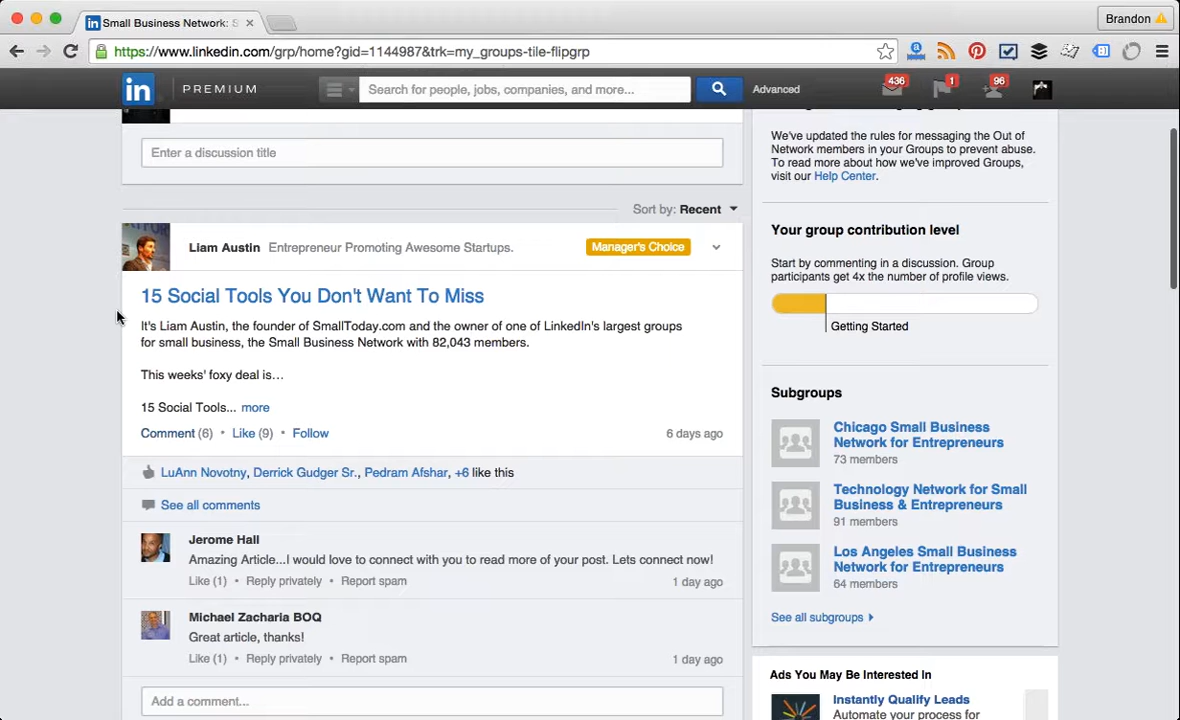 Small Business Network: S
Brandon
https://www.linkedin.com/grp/home?gid=1144987&trk=my_groups-tile-flipgrp
in PREMIUM
Search for people, jobs, companies, and more...
Advanced
436
1
96
Enter a discussion title
Sort by: Recent
Liam Austin Entrepreneur Promoting Awesome Startups.
Manager's Choice
15 Social Tools You Don't Want To Miss
It's Liam Austin, the founder of SmallToday.com and the owner of one of LinkedIn's largest groups
for small business, the Small Business Network with 82,043 members.
This weeks' foxy deal is…
15 Social Tools... more
Comment (6) • Like (9) • Follow
6 days ago
LuAnn Novotny, Derrick Gudger Sr., Pedram Afshar, +6 like this
See all comments
Jerome Hall
Amazing Article...I would love to connect with you to read more of your post. Lets connect now!
Like (1) • Reply privately • Report spam
1 day ago
Michael Zacharia BOQ
Great article, thanks!
Like (1) • Reply privately • Report spam
1 day ago
Add a comment...
We've updated the rules for messaging the Out of
Network members in your Groups to prevent abuse.
To read more about how we've improved Groups,
visit our Help Center.
Your group contribution level
Start by commenting in a discussion. Group
participants get 4x the number of profile views.
Getting Started
Subgroups
Chicago Small Business
Network for Entrepreneurs
73 members
Technology Network for Small
Business & Entrepreneurs
91 members
Los Angeles Small Business
Network for Entrepreneurs
64 members
See all subgroups
Ads You May Be Interested In
Instantly Qualify Leads
Automate your process for